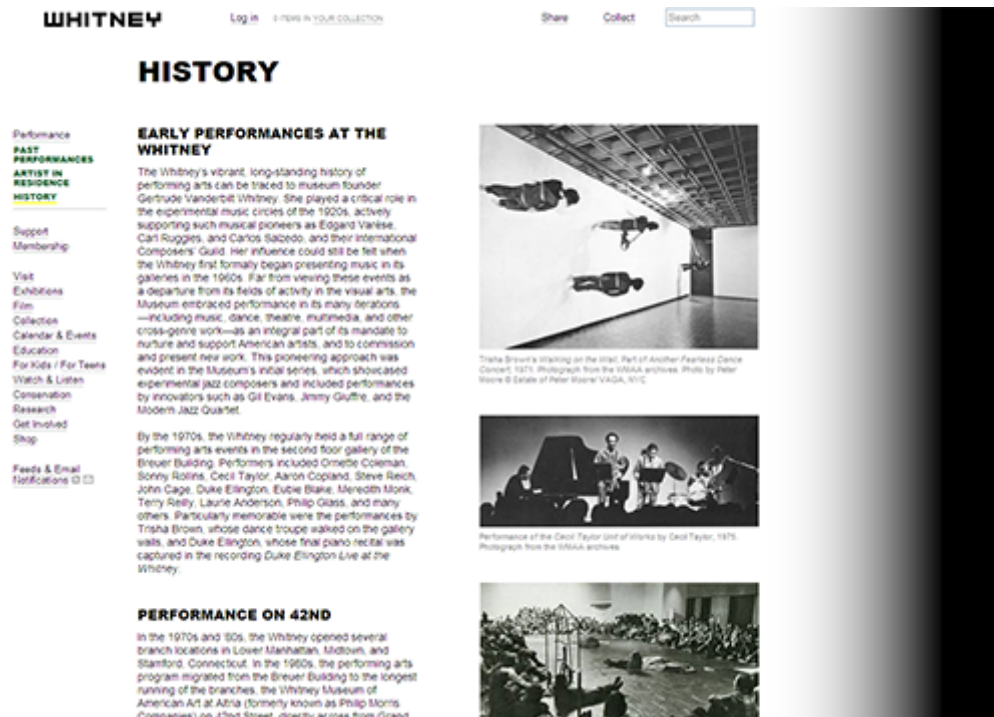 WHITNEY
Log in
0 ITEMS IN YOUR COLLECTION
Share
Collect
Search
HISTORY
Performance
PAST
PERFORMANCES
ARTIST IN
RESIDENCE
HISTORY
Support
Membership
Visit
Exhibitions
Film
Collection
Calendar & Events
Education
For Kids / For Teens
Watch & Listen
Conservation
Research
Get Involved
Shop
Feeds & Email
Notifications
EARLY PERFORMANCES AT THE
WHITNEY
The Whitney's vibrant, long-standing history of
performing arts can be traced to museum founder
Gertrude Vanderbilt Whitney. She played a critical role in
the experimental music circles of the 1920s, actively
supporting such musical pioneers as Edgard Varèse,
Carl Ruggles, and Carlos Salzedo, and their International
Composers' Guild. Her influence could still be felt when
the Whitney first formally began presenting music in its
galleries in the 1960s. Far from viewing these events as
a departure from its fields of activity in the visual arts, the
Museum embraced performance in its many iterations
—including music, dance, theatre, multimedia, and other
cross-genre work—as an integral part of its mandate to
nurture and support American artists, and to commission
and present new work. This pioneering approach was
evident in the Museum's initial series, which showcased
experimental jazz composers and included performances
by innovators such as Gil Evans, Jimmy Giuffre, and the
Modern Jazz Quartet.
By the 1970s, the Whitney regularly held a full range of
performing arts events in the second floor gallery of the
Breuer Building. Performers included Ornette Coleman,
Sonny Rollins, Cecil Taylor, Aaron Copland, Steve Reich,
John Cage, Duke Ellington, Eubie Blake, Meredith Monk,
Terry Reilly, Laurie Anderson, Philip Glass, and many
others. Particularly memorable were the performances by
Trisha Brown, whose dance troupe walked on the gallery
walls, and Duke Ellington, whose final piano recital was
captured in the recording Duke Ellington Live at the
Whitney.
PERFORMANCE ON 42ND
In the 1970s and '80s, the Whitney opened several
branch locations in Lower Manhattan, Midtown, and
Stamford, Connecticut. In the 1980s, the performing arts
program migrated from the Breuer Building to the longest
running of the branches, the Whitney Museum of
American Art at Altria (formerly known as Philip Morris
Companies) on 42nd Street, directly across from Grand
Trisha Brown's Walking on the Wall, Part of Another Fearless Dance
Concert, 1971. Photograph from the WMAA archives. Photo by Peter
Moore © Estate of Peter Moore/ VAGA, NYC
Performance of the Cecil Taylor Unit of Works by Cecil Taylor, 1975.
Photograph from the WMAA archives